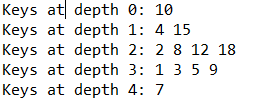 Keys at depth 0: 10
Keys at depth 1: 4 15
Keys at depth 2: 2 8 12 18
Keys at depth 3: 1 3 5 9
Keys at depth 4: 7